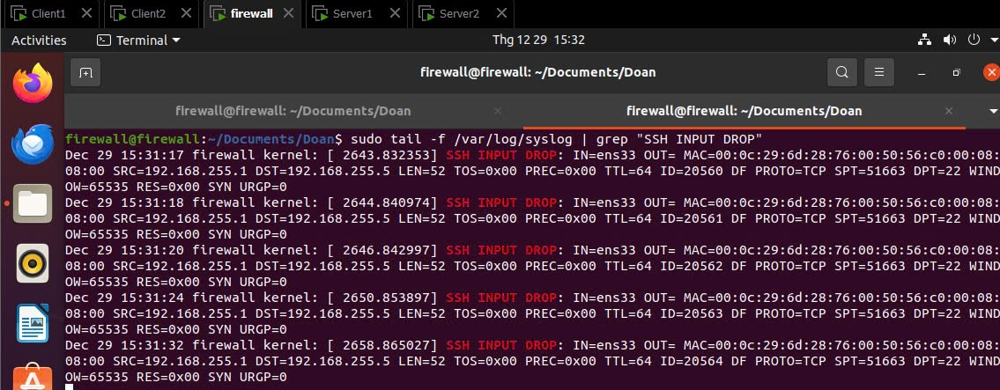 Client1 Client2 firewall Server1 Server2
Activities Terminal Thg 12 29 15:32
firewall@firewall: ~/Documents/Doan
firewall@firewall: ~/Documents/Doan firewall@firewall: ~/Documents/Doan
firewall@firewall:~/Documents/Doan$ sudo tail -f /var/log/syslog | grep "SSH INPUT DROP"
Dec 29 15:31:17 firewall kernel: [ 2643.832353] SSH INPUT DROP: IN=ens33 OUT= MAC=00:0c:29:6d:28:76:00:50:56:c0:00:08:
08:00 SRC=192.168.255.1 DST=192.168.255.5 LEN=52 TOS=0x00 PREC=0x00 TTL=64 ID=20560 DF PROTO=TCP SPT=51663 DPT=22 WIND
OW=65535 RES=0x00 SYN URGP=0
Dec 29 15:31:18 firewall kernel: [ 2644.840974] SSH INPUT DROP: IN=ens33 OUT= MAC=00:0c:29:6d:28:76:00:50:56:c0:00:08:
08:00 SRC=192.168.255.1 DST=192.168.255.5 LEN=52 TOS=0x00 PREC=0x00 TTL=64 ID=20561 DF PROTO=TCP SPT=51663 DPT=22 WIND
OW=65535 RES=0x00 SYN URGP=0
Dec 29 15:31:20 firewall kernel: [ 2646.842997] SSH INPUT DROP: IN=ens33 OUT= MAC=00:0c:29:6d:28:76:00:50:56:c0:00:08:
08:00 SRC=192.168.255.1 DST=192.168.255.5 LEN=52 TOS=0x00 PREC=0x00 TTL=64 ID=20562 DF PROTO=TCP SPT=51663 DPT=22 WIND
OW=65535 RES=0x00 SYN URGP=0
Dec 29 15:31:24 firewall kernel: [ 2650.853897] SSH INPUT DROP: IN=ens33 OUT= MAC=00:0c:29:6d:28:76:00:50:56:c0:00:08:
08:00 SRC=192.168.255.1 DST=192.168.255.5 LEN=52 TOS=0x00 PREC=0x00 TTL=64 ID=20563 DF PROTO=TCP SPT=51663 DPT=22 WIND
OW=65535 RES=0x00 SYN URGP=0
Dec 29 15:31:32 firewall kernel: [ 2658.865027] SSH INPUT DROP: IN=ens33 OUT= MAC=00:0c:29:6d:28:76:00:50:56:c0:00:08:
08:00 SRC=192.168.255.1 DST=192.168.255.5 LEN=52 TOS=0x00 PREC=0x00 TTL=64 ID=20564 DF PROTO=TCP SPT=51663 DPT=22 WIND
OW=65535 RES=0x00 SYN URGP=0